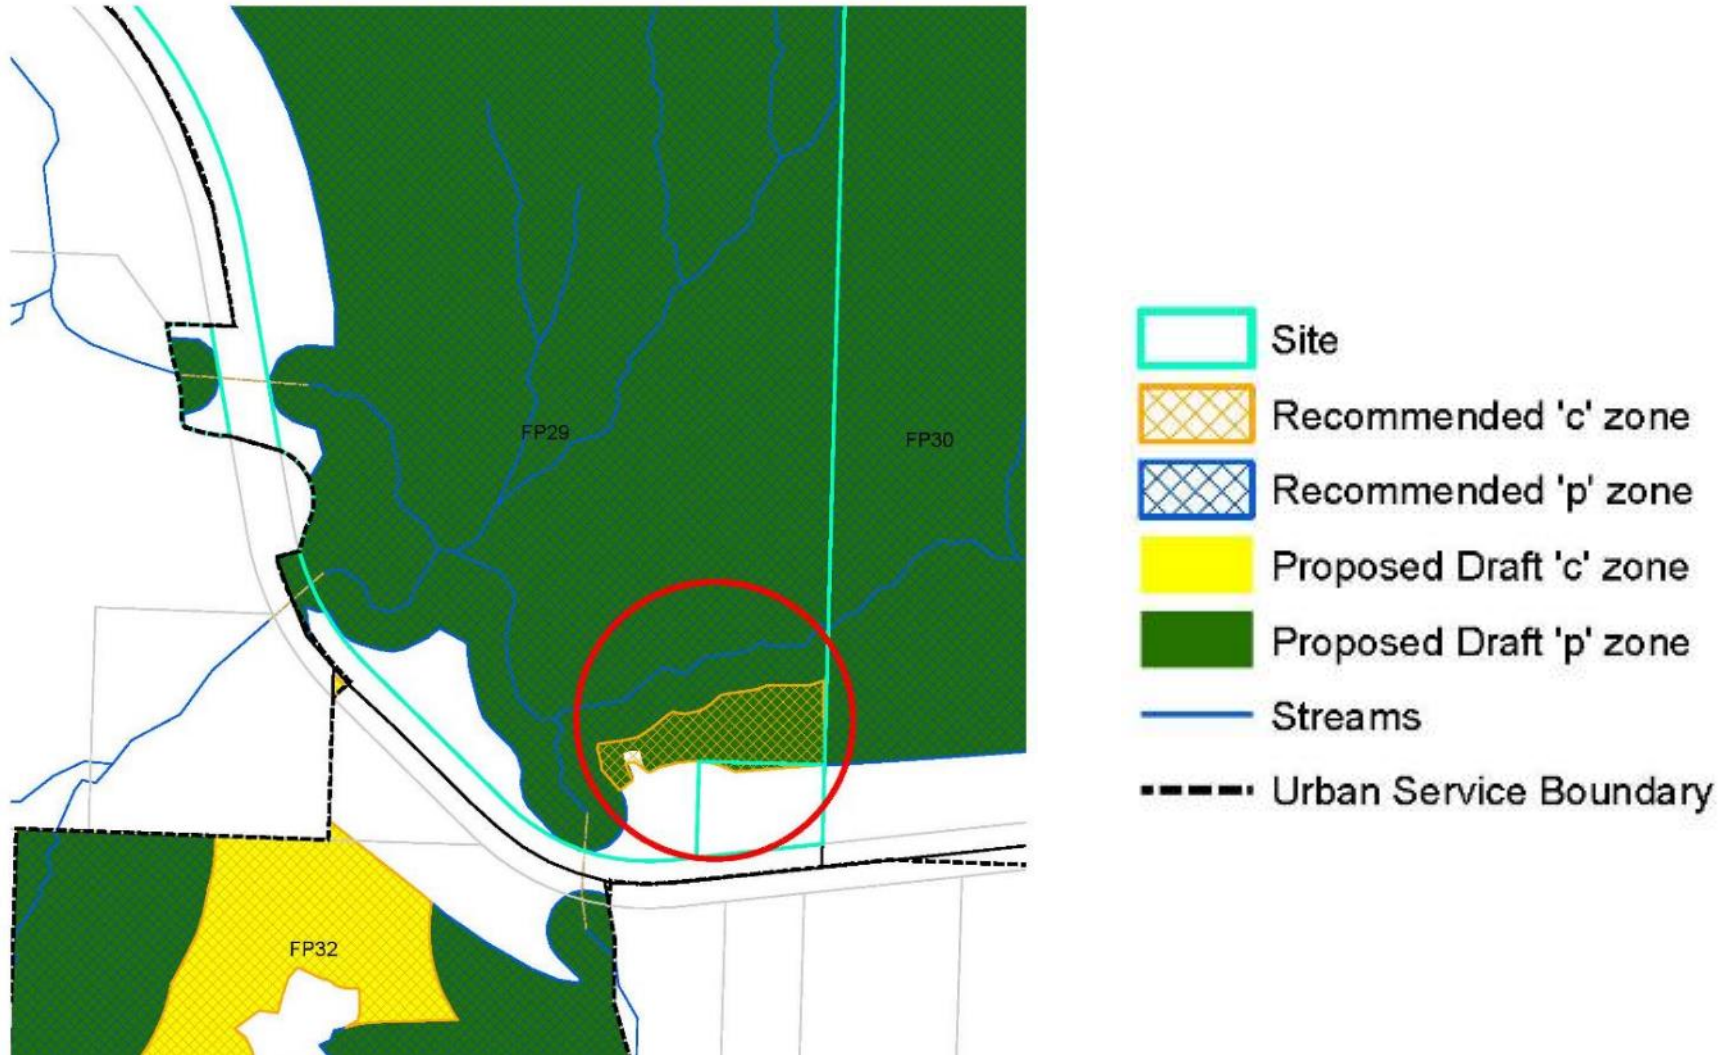 FP29
FP30
FP32
Site
Recommended 'c' zone
Recommended 'p' zone
Proposed Draft 'c' zone
Proposed Draft 'p' zone
Streams
Urban Service Boundary